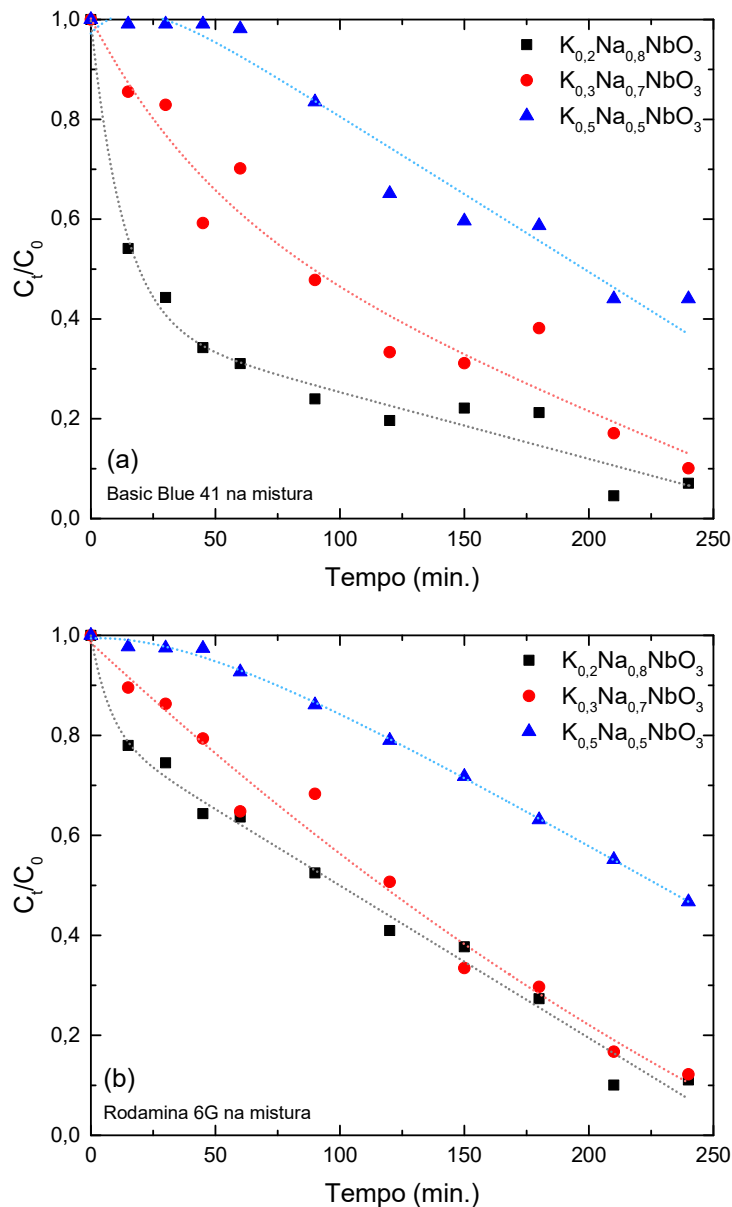 1,0
0,8
0,6
0,4
0,2
0,0
C_t/C_0
K_0,2Na_0,8NbO_3
K_0,3Na_0,7NbO_3
K_0,5Na_0,5NbO_3
(a)
Basic Blue 41 na mistura
0 50 100 150 200 250
Tempo (min.)
1,0
0,8
0,6
0,4
0,2
0,0
C_t/C_0
K_0,2Na_0,8NbO_3
K_0,3Na_0,7NbO_3
K_0,5Na_0,5NbO_3
(b)
Rodamina 6G na mistura
0 50 100 150 200 250
Tempo (min.)